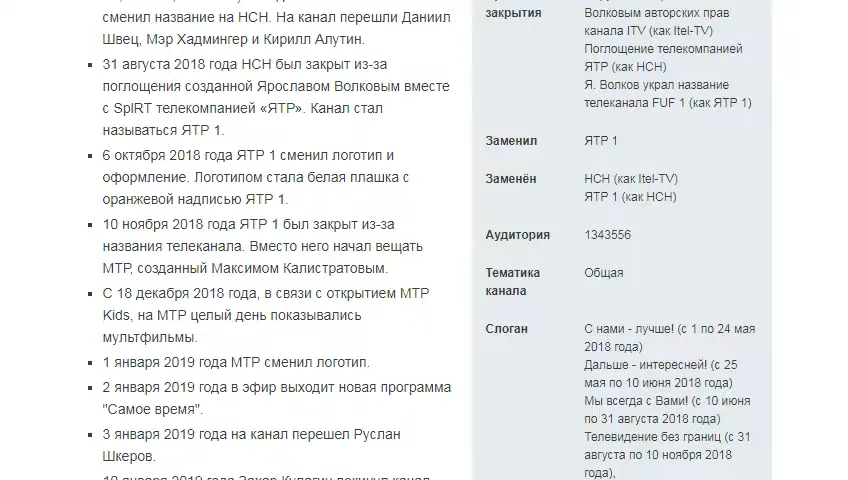 сменил название на НСН. На канал перешли Даниил
Швец, Мэр Хадмингер и Кирилл Алутин.
31 августа 2018 года НСН был закрыт из-за
поглощения созданной Ярославом Волковым вместе
с SpIRT телекомпанией «ЯТР». Канал стал
называться ЯТР 1.
6 октября 2018 года ЯТР 1 сменил логотип и
оформление. Логотипом стала белая плашка с
оранжевой надписью ЯТР 1.
10 ноября 2018 года ЯТР 1 был закрыт из-за
названия телеканала. Вместо него начал вещать
МТР, созданный Максимом Калистратовым.
С 18 декабря 2018 года, в связи с открытием МТР
Kids, на МТР целый день показывались
мультфильмы.
1 января 2019 года МТР сменил логотип.
2 января 2019 года в эфир выходит новая программа
"Самое время".
3 января 2019 на канал перешел Руслан
Шкеров.
закрытия
Волковым авторских прав
канала ITV (как Itel-TV)
Поглощение телекомпанией
ЯТР (как НСН)
Я. Волков украл название
телеканала FUF 1 (как ЯТР 1)
Заменил
ЯТР 1
Заменён
НСН (как Itel-TV)
ЯТР 1 (как НСН)
Аудитория
1343556
Тематика
канала
Общая
Слоган
С нами - лучше! (с 1 по 24 мая
2018 года)
Дальше - интересней! (с 25
мая по 10 июня 2018 года)
Мы всегда с Вами! (с 10 июня
по 31 августа 2018 года)
Телевидение без границ (с 31
августа по 10 ноября 2018
года),